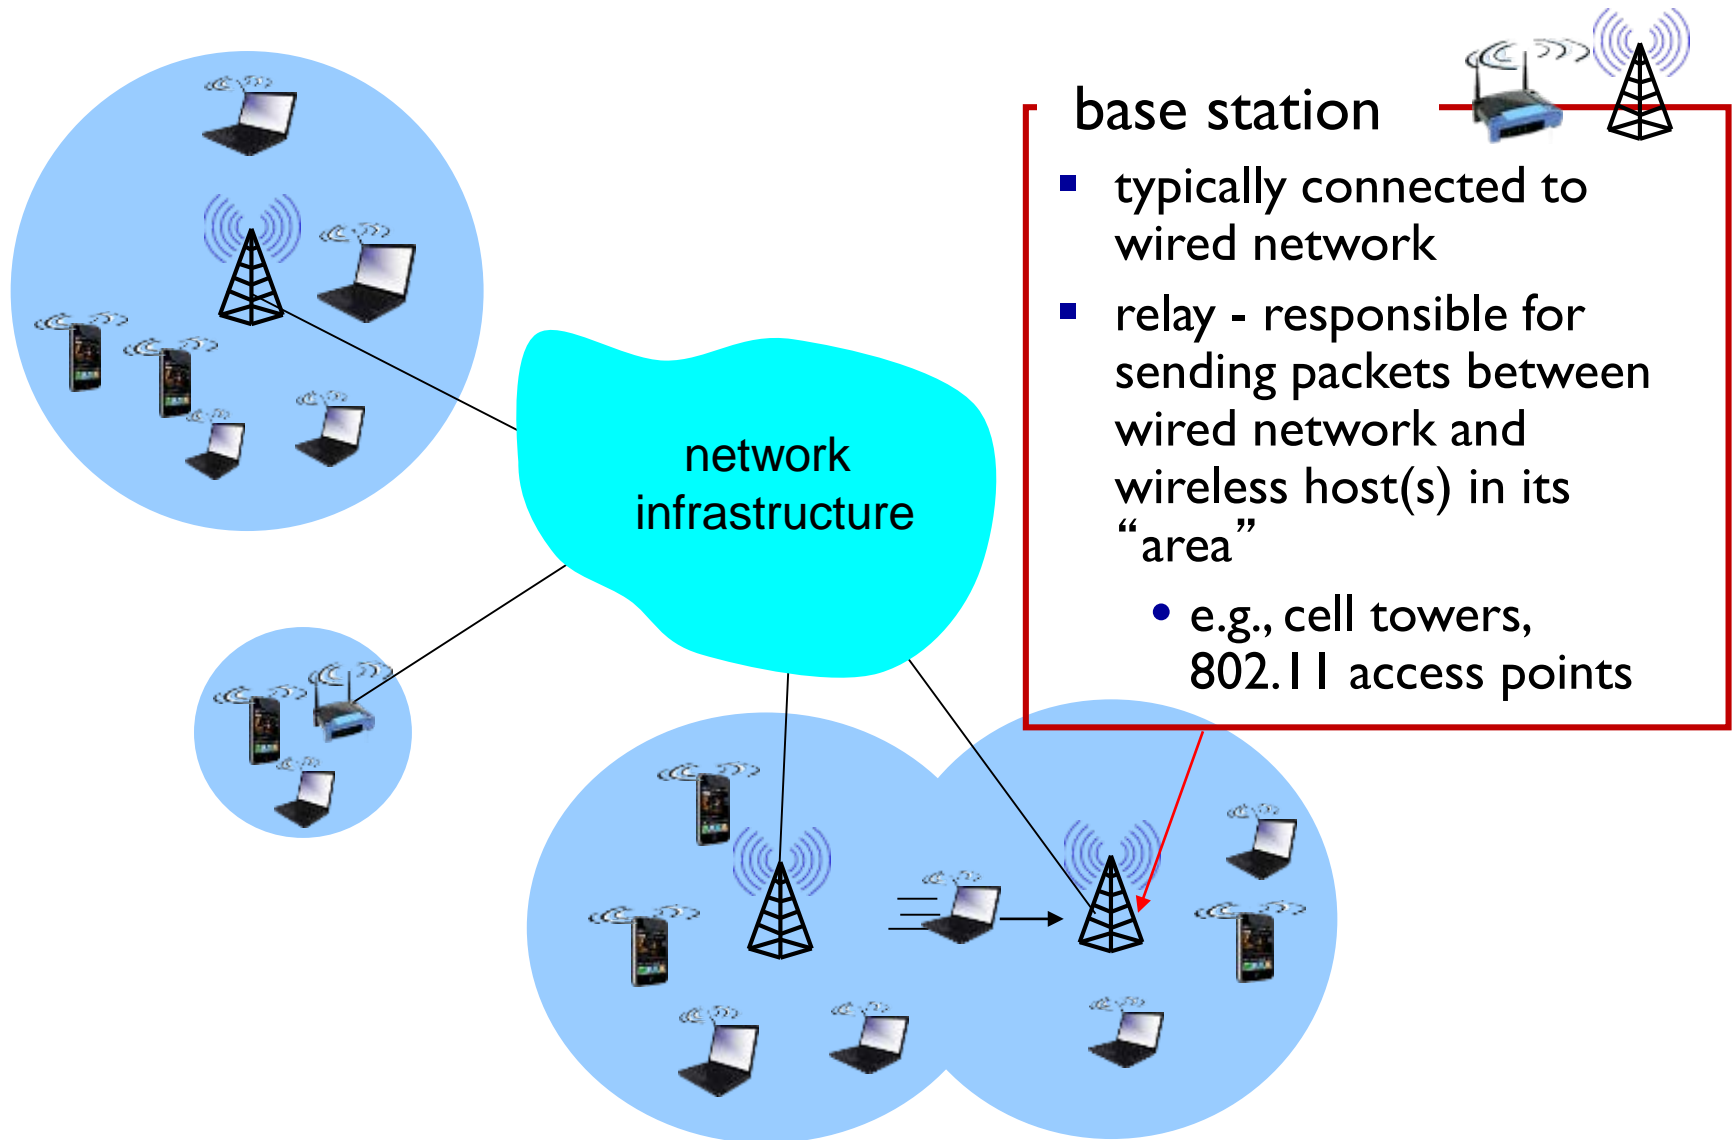 base station
▪ typically connected to
wired network
▪ relay - responsible for
sending packets between
wired network and
wireless host(s) in its
“area”
• e.g., cell towers,
802.11 access points
network
infrastructure